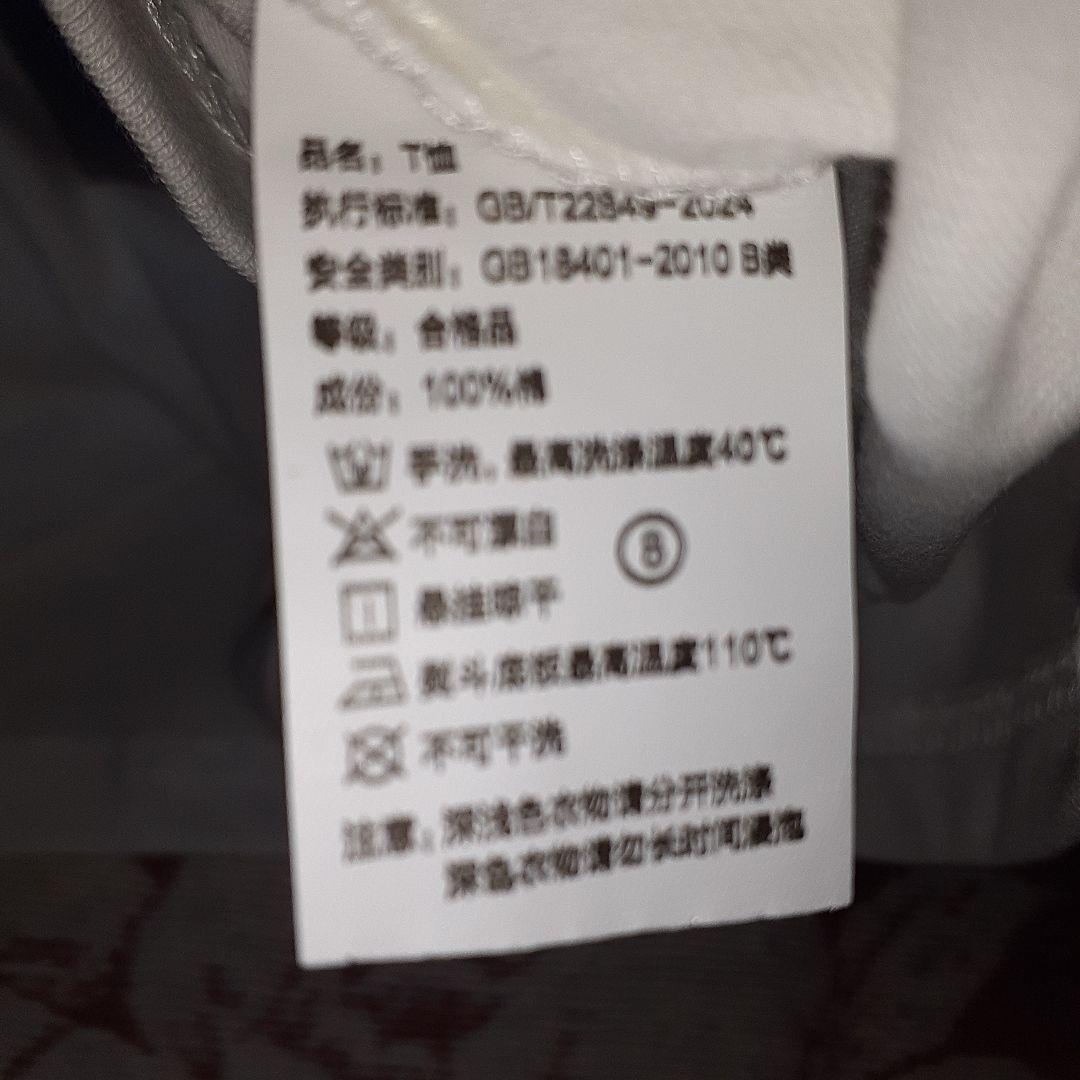 品名：T恤
执行标准：GB/T22849-2024
安全类别：GB18401-2010 B类
等级：合格品
成份：100%棉
手洗，最高洗涤温度40℃
不可漂白
8
悬挂晾干
熨斗底板最高温度110℃
不可干洗
注意：深浅色衣物请分开洗涤
深色衣物请勿长时间浸泡